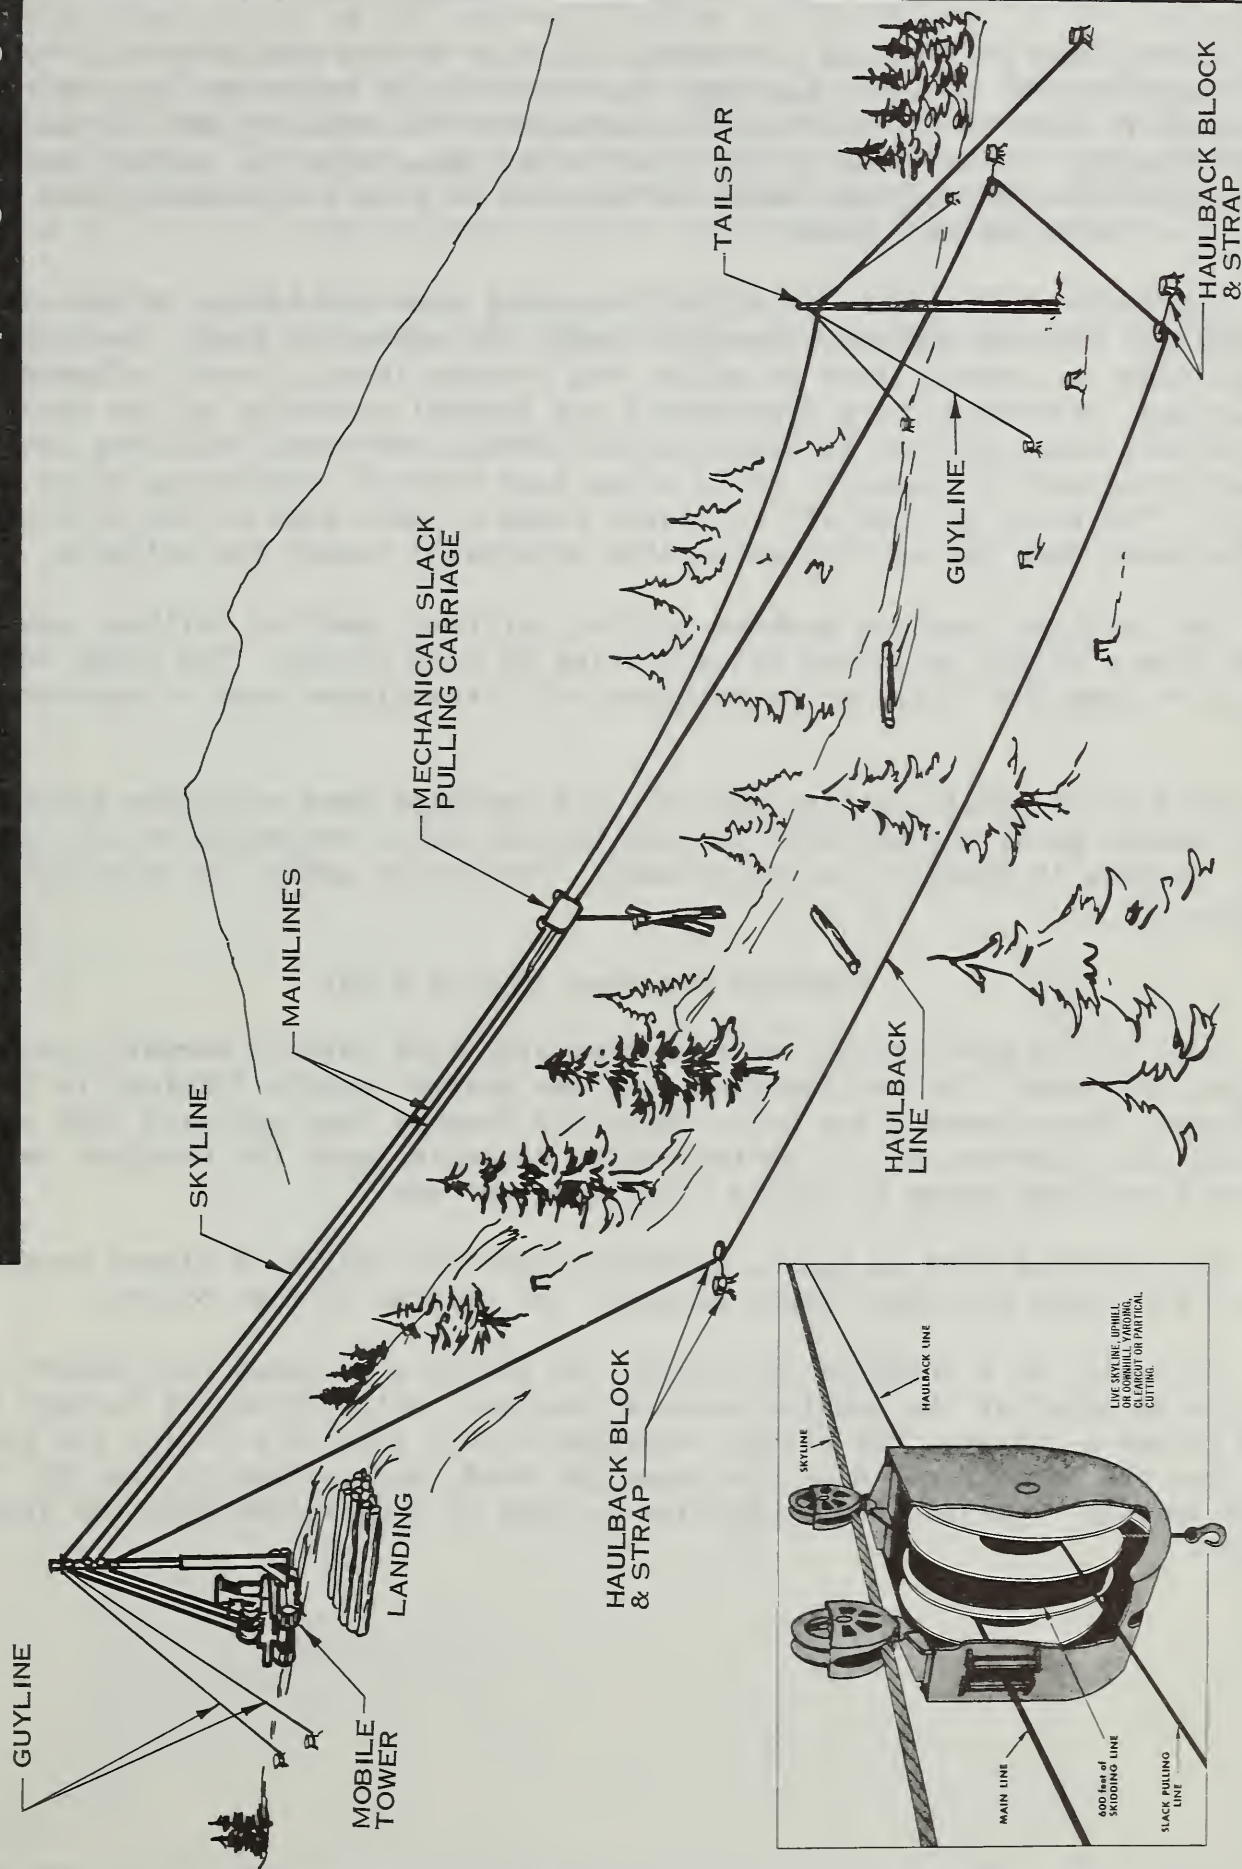 GUYLINE
SKYLINE
MAINLINES
MECHANICAL SLACK
PULLING CARRIAGE
TAILSPAR
MOBILE
TOWER
LANDING
HAULBACK BLOCK
& STRAP
HAULBACK
LINE
GUYLINE
HAULBACK BLOCK
& STRAP
SKYLINE
HAULBACK LINE
MAIN LINE
600 feet of
SKIDDING LINE
SLACK PULLING
LINE
LIVE SKYLINE, UPHILL
OR DOWNHILL YARDING,
CLEARCUT OR PARTICAL
CUTTING.